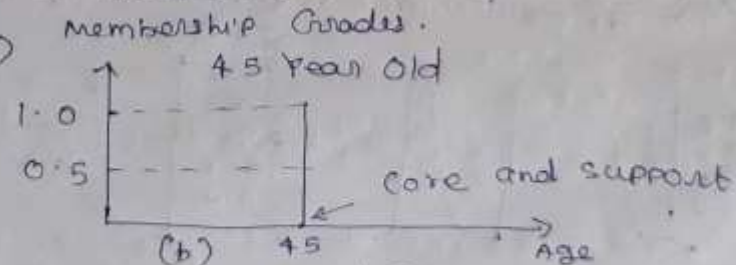 Membership Grades.
45 Year Old
1.0
0.5
core and support
(b) 45 Age